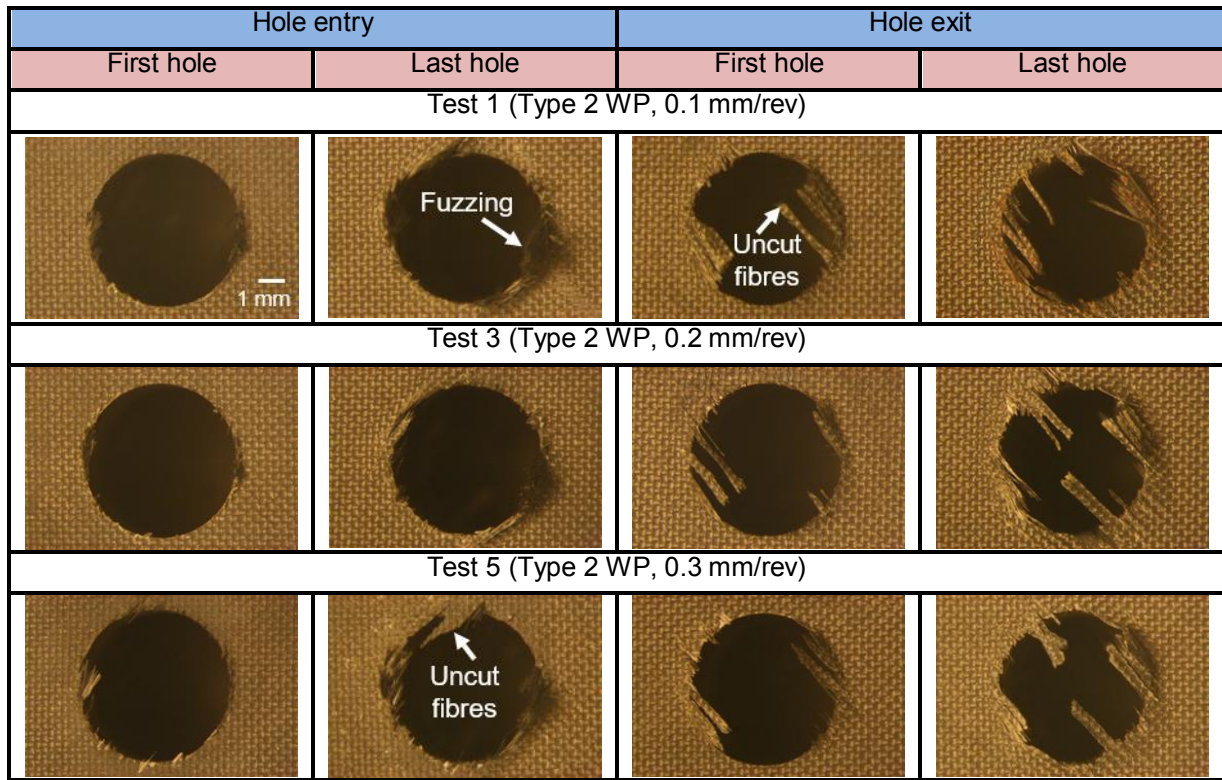 Hole entry
Hole exit
First hole
Last hole
First hole
Last hole
Test 1 (Type 2 WP, 0.1 mm/rev)
Fuzzing
1 mm
Uncut
fibres
Test 3 (Type 2 WP, 0.2 mm/rev)
Test 5 (Type 2 WP, 0.3 mm/rev)
Uncut
fibres